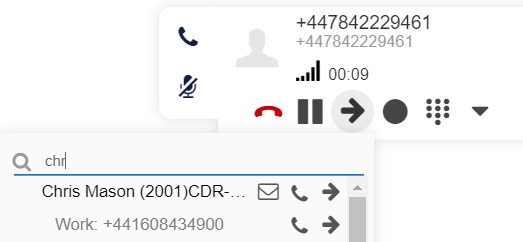 +447842229461
+447842229461
00:09
chr
Chris Mason (2001)CDR-...
Work: +441608434900